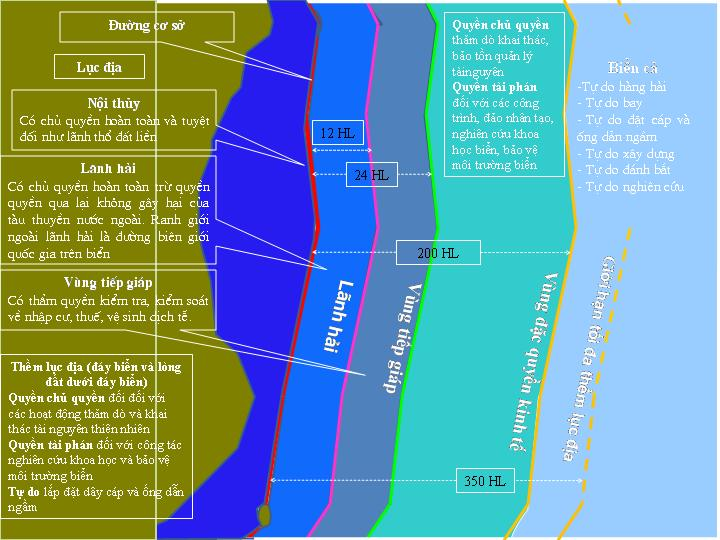 Đường cơ sở
Lục địa
Nội thủy
Có chủ quyền hoàn toàn và tuyệt
đối như lãnh thổ đất liền
Lãnh hải
Có chủ quyền hoàn toàn trừ quyền
quyền qua lại không gây hại của
tàu thuyền nước ngoài. Ranh giới
ngoài lãnh hải là đường biên giới
quốc gia trên biển
Vùng tiếp giáp
Có thẩm quyền kiểm tra, kiểm soát
về nhập cư, thuế, vệ sinh dịch tễ.
Thềm lục địa (đáy biển và lòng
đất dưới đáy biển)
Quyền chủ quyền đối đối với
các hoạt động thăm dò và khai
thác tài nguyên thiên nhiên
Quyền tài phán đối với công tác
nghiên cứu khoa học và bảo vệ
môi trường biển
Tự do lắp đặt dây cáp và ống dẫn
ngầm
12 HL
24 HL
200 HL
350 HL
Lãnh hải
Vùng tiếp giáp
Quyền chủ quyền
thăm dò khai thác,
bảo tồn quản lý
tàinguyên
Quyền tài phán
đối với các công
trình, đảo nhân tạo,
nghiên cứu khoa
học biển, bảo vệ
môi trường biển
Vùng đặc quyền kinh tế
Giới hạn tối đa thềm lục địa
Biển cả
-Tự do hàng hải
- Tự do bay
- Tự do đặt cáp và
ống dẫn ngầm
- Tự do xây dựng
- Tự do đánh bắt
- Tự do nghiên cứu